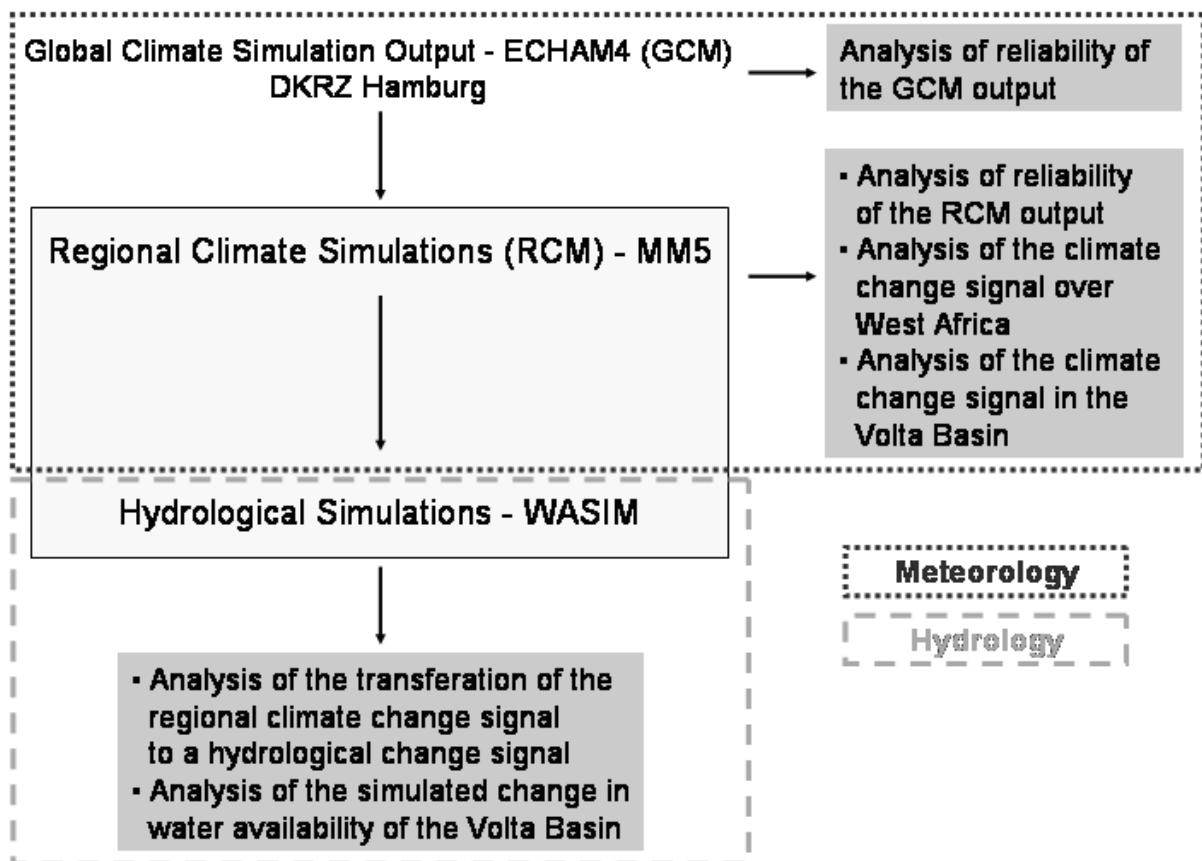 Global Climate Simulation Output - ECHAM4 (GCM)
DKRZ Hamburg
Analysis of reliability of
the GCM output
Regional Climate Simulations (RCM) - MM5
▪ Analysis of reliability
of the RCM output
▪ Analysis of the climate
change signal over
West Africa
▪ Analysis of the climate
change signal in the
Volta Basin
Hydrological Simulations - WASIM
▪ Analysis of the transferation of the
regional climate change signal
to a hydrological change signal
▪ Analysis of the simulated change in
water availability of the Volta Basin
Meteorology
Hydrology